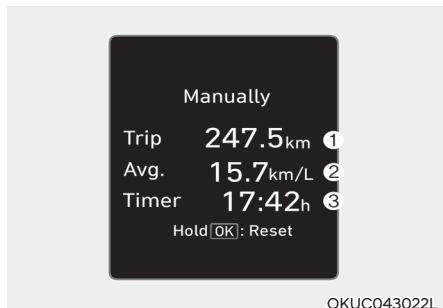 Manually
Trip 247.5km ①
Avg. 15.7km/L ②
Timer 17:42h ③
Hold OK : Reset
OKUC043022L